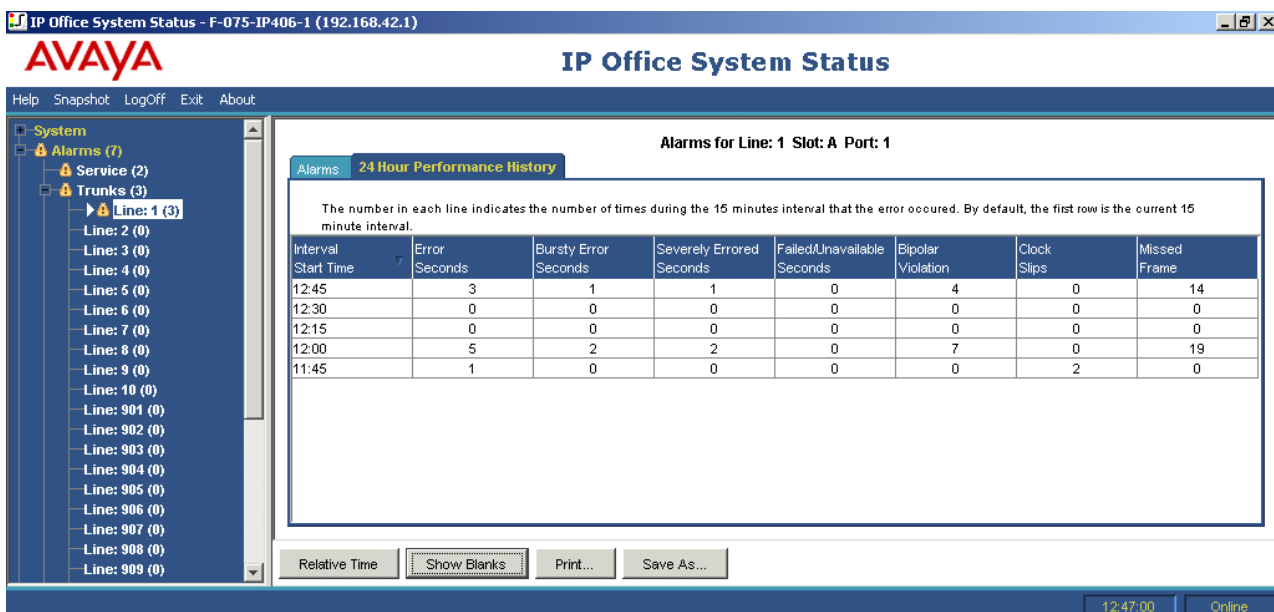 IP Office System Status - F-075-IP406-1 (192.168.42.1)
AVAYA
IP Office System Status
Help Snapshot LogOff Exit About
System
Alarms (7)
Service (2)
Trunks (3)
Line: 1 (3)
Line: 2 (0)
Line: 3 (0)
Line: 4 (0)
Line: 5 (0)
Line: 6 (0)
Line: 7 (0)
Line: 8 (0)
Line: 9 (0)
Line: 10 (0)
Line: 901 (0)
Line: 902 (0)
Line: 903 (0)
Line: 904 (0)
Line: 905 (0)
Line: 906 (0)
Line: 907 (0)
Line: 908 (0)
Line: 909 (0)
Alarms for Line: 1 Slot: A Port: 1
Alarms 24 Hour Performance History
The number in each line indicates the number of times during the 15 minutes interval that the error occured. By default, the first row is the current 15
minute interval.
Interval Error Bursty Error Severely Errored Failed/Unavailable Bipolar Clock Missed
Start Time Seconds Seconds Seconds Seconds Violation Slips Frame
12:45 3 1 1 0 4 0 14
12:30 0 0 0 0 0 0 0
12:15 0 0 0 0 0 0 0
12:00 5 2 2 0 7 0 19
11:45 1 0 0 0 0 2 0
Relative Time Show Blanks Print... Save As...
12:47:00 Online